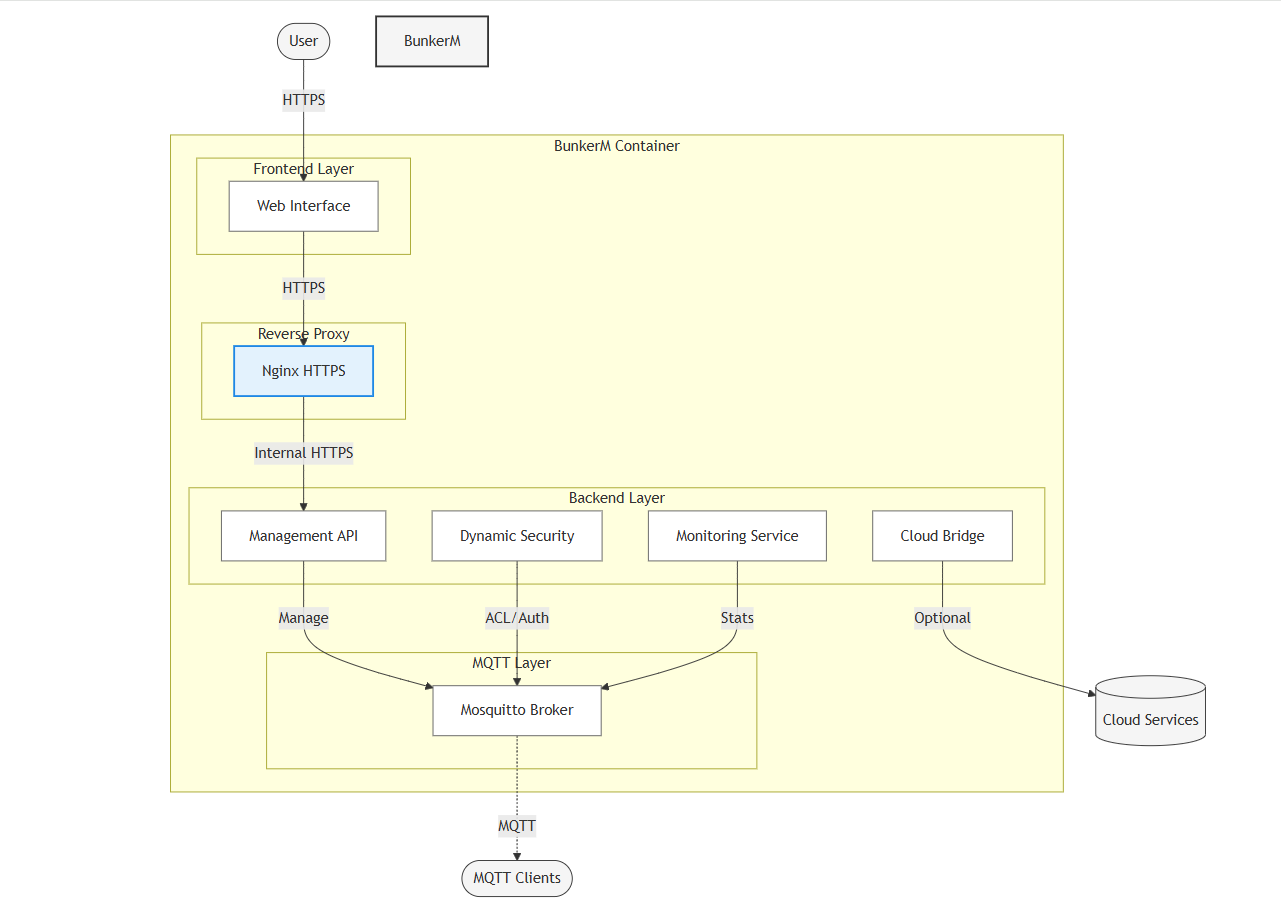 User
BunkerM
HTTPS
BunkerM Container
Frontend Layer
Web Interface
HTTPS
Reverse Proxy
Nginx HTTPS
Internal HTTPS
Backend Layer
Management API
Dynamic Security
Monitoring Service
Cloud Bridge
Manage
ACL/Auth
Stats
Optional
MQTT Layer
Mosquitto Broker
Cloud Services
MQTT
MQTT Clients